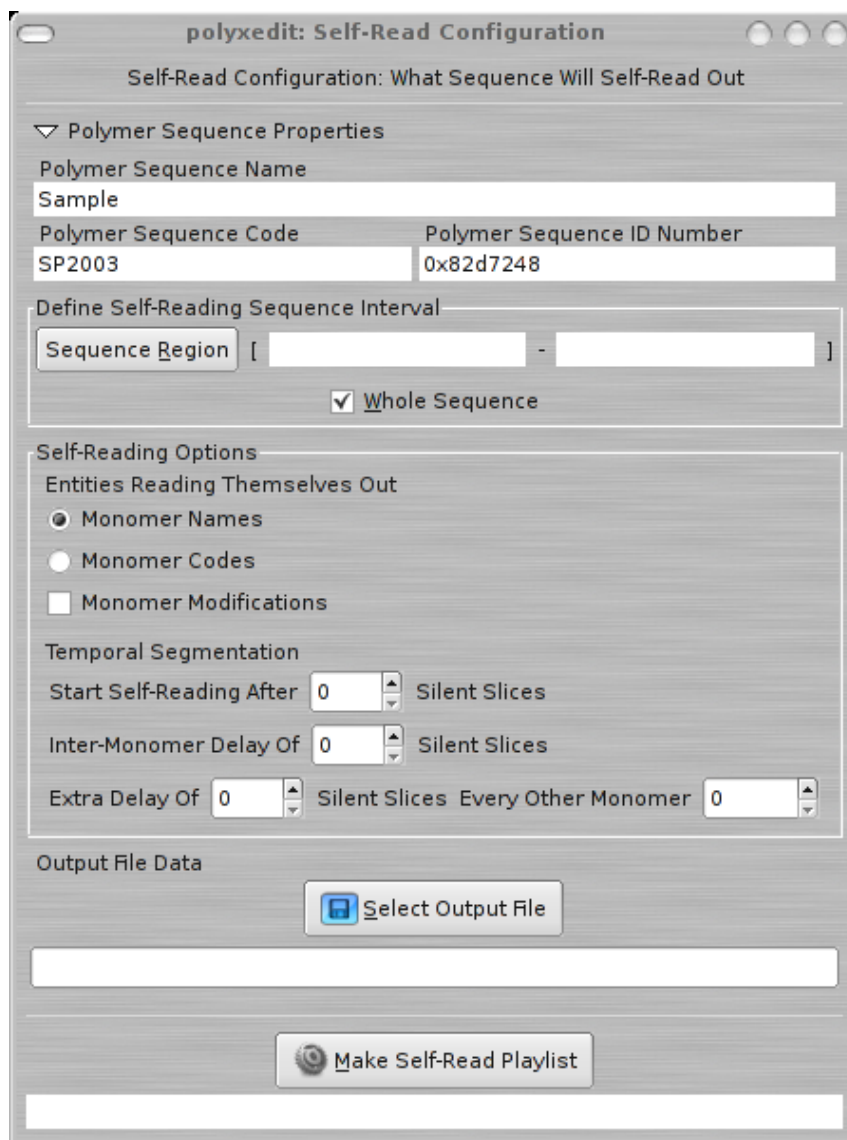 polyxedit: Self-Read Configuration
Self-Read Configuration: What Sequence Will Self-Read Out
Polymer Sequence Properties
Polymer Sequence Name
Sample
Polymer Sequence Code Polymer Sequence ID Number
SP2003 0x82d7248
Define Self-Reading Sequence Interval
Sequence Region [ - ]
Whole Sequence
Self-Reading Options
Entities Reading Themselves Out
Monomer Names
Monomer Codes
Monomer Modifications
Temporal Segmentation
Start Self-Reading After 0 Silent Slices
Inter-Monomer Delay Of 0 Silent Slices
Extra Delay Of 0 Silent Slices Every Other Monomer 0
Output File Data
Select Output File
Make Self-Read Playlist